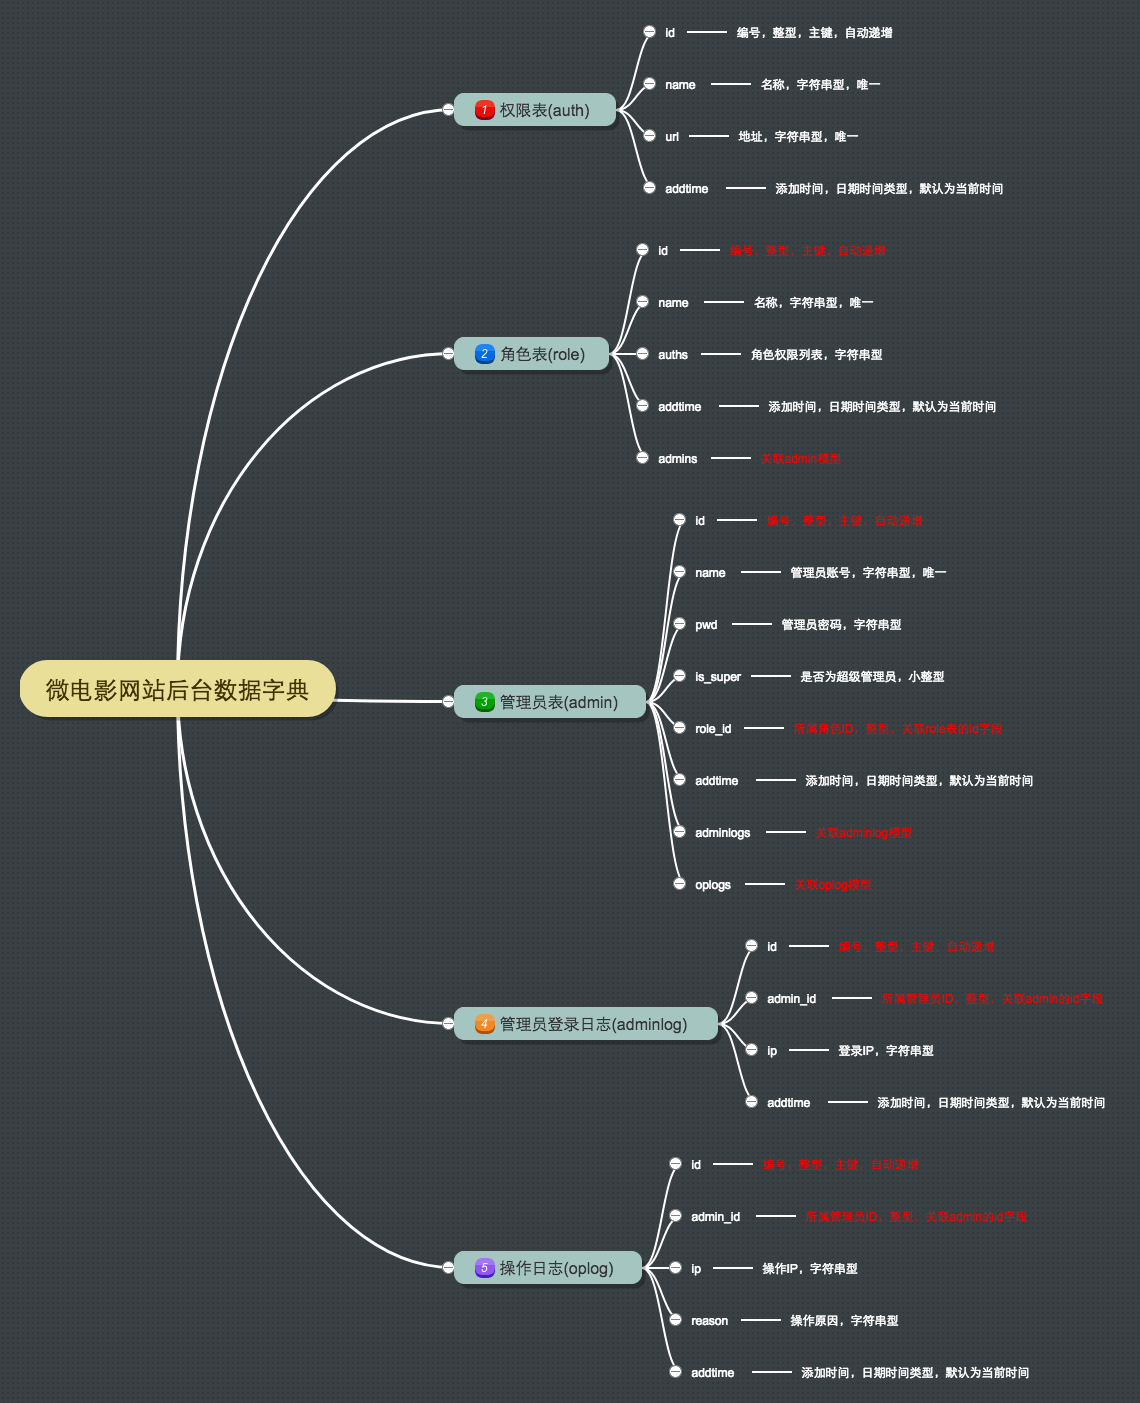 微电影网站后台数据字典
1 权限表(auth)
id 编号，整型，主键，自动递增
name 名称，字符串型，唯一
url 地址，字符串型，唯一
addtime 添加时间，日期时间类型，默认为当前时间
2 角色表(role)
id 编号，整型，主键，自动递增
name 名称，字符串型，唯一
auths 角色权限列表，字符串型
addtime 添加时间，日期时间类型，默认为当前时间
admins 关联admin模型
3 管理员表(admin)
id 编号，整型，主键，自动递增
name 管理员账号，字符串型，唯一
pwd 管理员密码，字符串型
is_super 是否为超级管理员，小整型
role_id 所属角色ID，整型，关联role表的id字段
addtime 添加时间，日期时间类型，默认为当前时间
adminlogs 关联adminlog模型
oplogs 关联oplog模型
4 管理员登录日志(adminlog)
id 编号，整型，主键，自动递增
admin_id 所属管理员ID，整型，关联admin的id字段
ip 登录IP，字符串型
addtime 添加时间，日期时间类型，默认为当前时间
5 操作日志(oplog)
id 编号，整型，主键，自动递增
admin_id 所属管理员ID，整型，关联admin的id字段
ip 操作IP，字符串型
reason 操作原因，字符串型
addtime 添加时间，日期时间类型，默认为当前时间